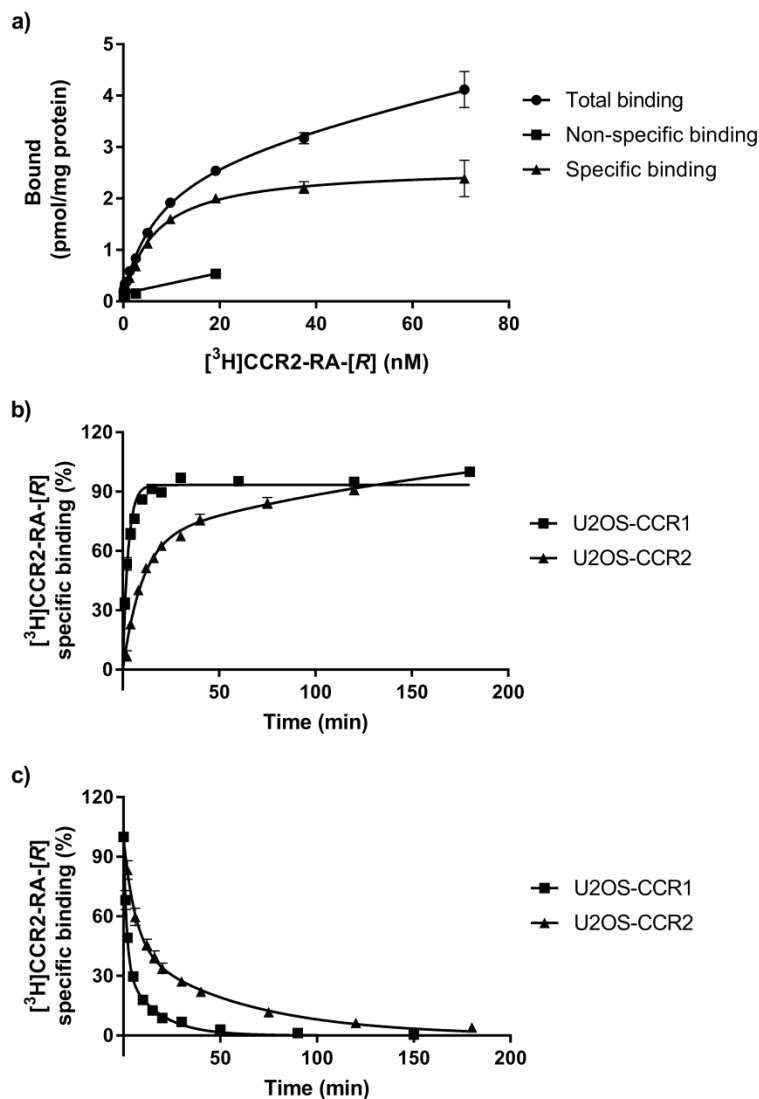 a)
5
4
3
2
1
0
Bound
(pmol/mg protein)
0
20
40
60
80
[³H]CCR2-RA-[R] (nM)
Total binding
Non-specific binding
Specific binding
b)
120
90
60
30
0
[³H]CCR2-RA-[R]
specific binding (%)
50
100
150
200
Time (min)
U2OS-CCR1
U2OS-CCR2
c)
120
90
60
30
0
[³H]CCR2-RA-[R]
specific binding (%)
50
100
150
200
Time (min)
U2OS-CCR1
U2OS-CCR2